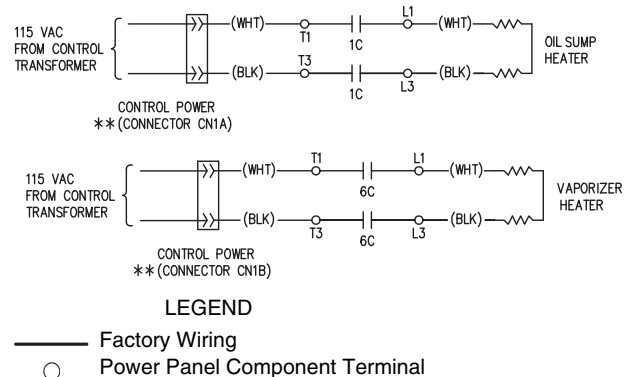 115 VAC
FROM CONTROL
TRANSFORMER
(WHT) T1 1C L1 (WHT)
(BLK) T3 1C L3 (BLK)
OIL SUMP
HEATER
CONTROL POWER
**(CONNECTOR CN1A)
115 VAC
FROM CONTROL
TRANSFORMER
(WHT) T1 6C L1 (WHT)
(BLK) T3 6C L3 (BLK)
VAPORIZER
HEATER
CONTROL POWER
**(CONNECTOR CN1B)
LEGEND
Factory Wiring
Power Panel Component Terminal